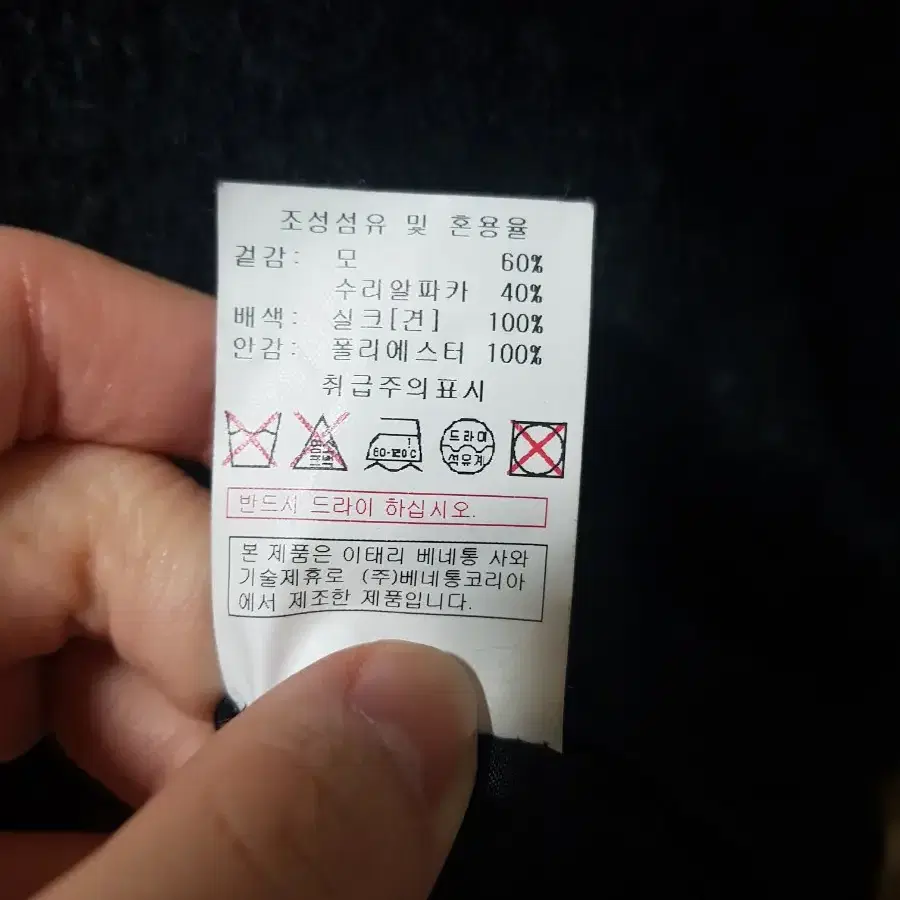 조성섬유 및 혼용율
겉감: 모 60%
수리알파카 40%
배색: 실크[견] 100%
안감: 폴리에스터 100%
취급주의표시
60-120℃
드라이
석유계
반드시 드라이 하십시오.
본 제품은 이태리 베네통 사와
기술제휴로 (주)베네통코리아
에서 제조한 제품입니다.